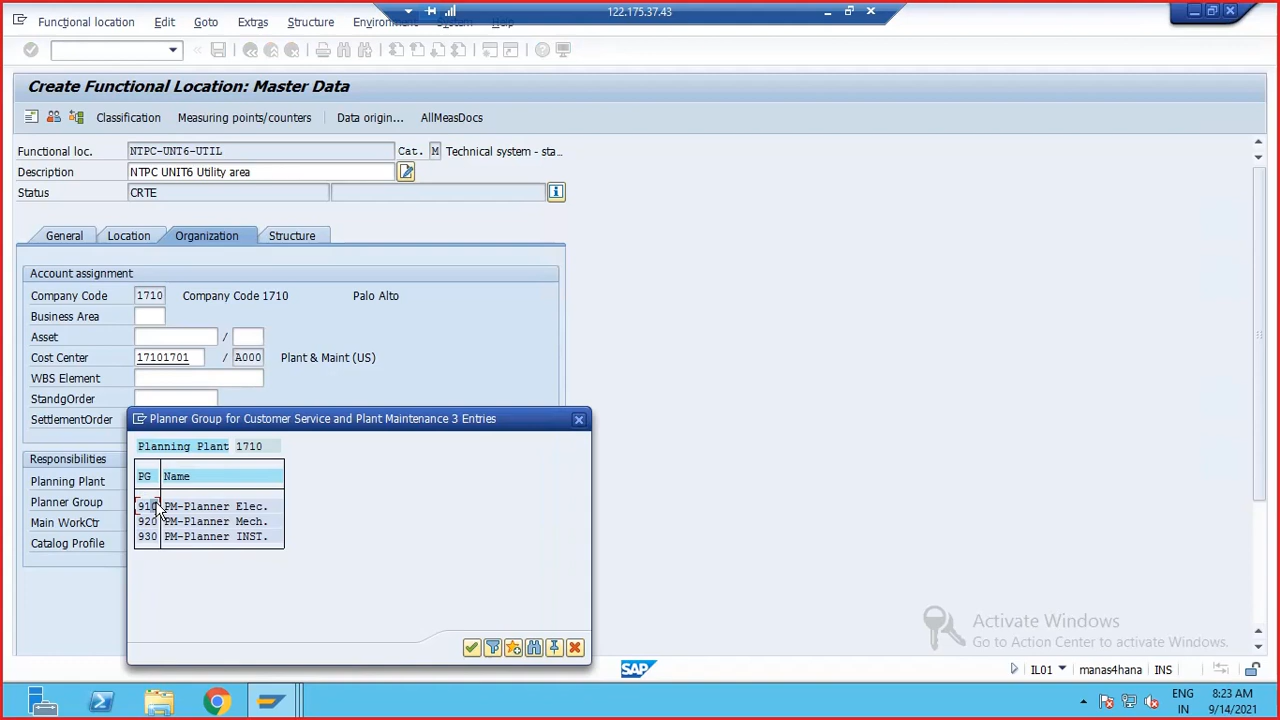 122.175.37.43
Functional location Edit Goto Extras Structure Environment System Help
Create Functional Location: Master Data
Classification Measuring points/counters Data origin... AllMeasDocs
Functional loc. NTPC-UNT6-UTIL Cat. M Technical system - sta...
Description NTPC UNIT6 Utility area
Status CRTE
General Location Organization Structure
Account assignment
Company Code 1710 Company Code 1710 Palo Alto
Business Area
Asset /
Cost Center 17101701 / A000 Plant & Maint (US)
WBS Element
StandgOrder
SettlementOrder
Planner Group for Customer Service and Plant Maintenance 3 Entries
Planning Plant 1710
Responsibilities
PG Name
Planning Plant
Planner Group
910 PM-Planner Elec.
Main WorkCtr
920 PM-Planner Mech.
Catalog Profile
930 PM-Planner INST.
Activate Windows
Go to Action Center to activate Windows.
SAP
IL01 manas4hana INS
ENG 8:23 AM
IN 9/14/2021